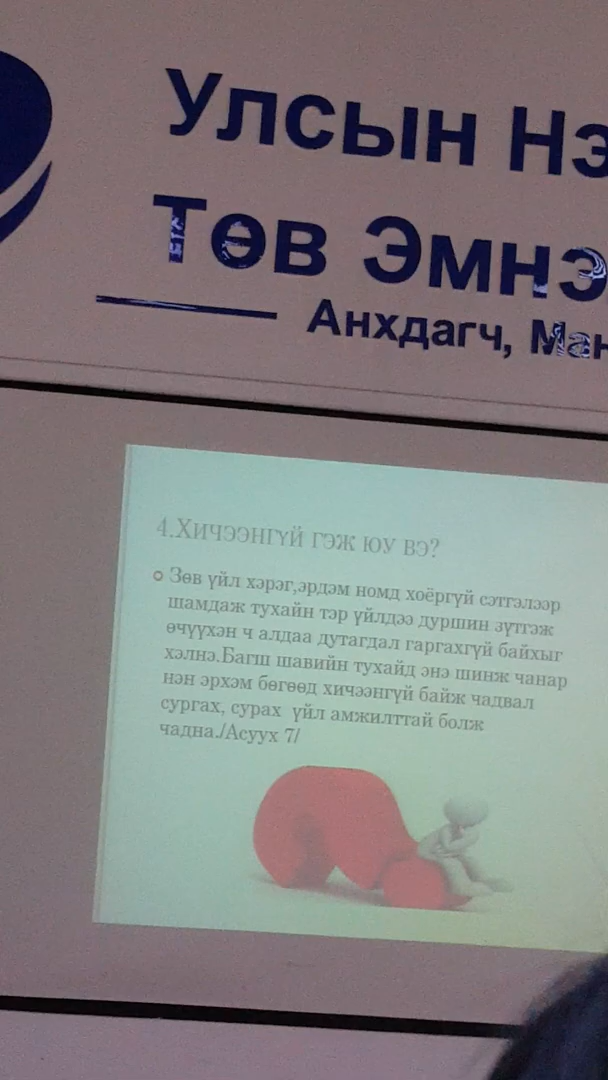 Улсын Нэ
Төв Эмнэ
Анхдагч, Ман
4.Хичээнгүй гэж юу вэ?
Зөв үйл хэрэг,эрдэм номд хоёргүй сэтгэлээр
шамдаж тухайн тэр үйлдээ дуршин зүтгэж
өчүүхэн ч алдаа дутагдал гаргахгүй байхыг
хэлнэ.Багш шавийн тухайд энэ шинж чанар
нэн эрхэм бөгөөд хичээнгүй байж чадвал
сургах, сурах үйл амжилттай болж
чадна./Асуух 7/